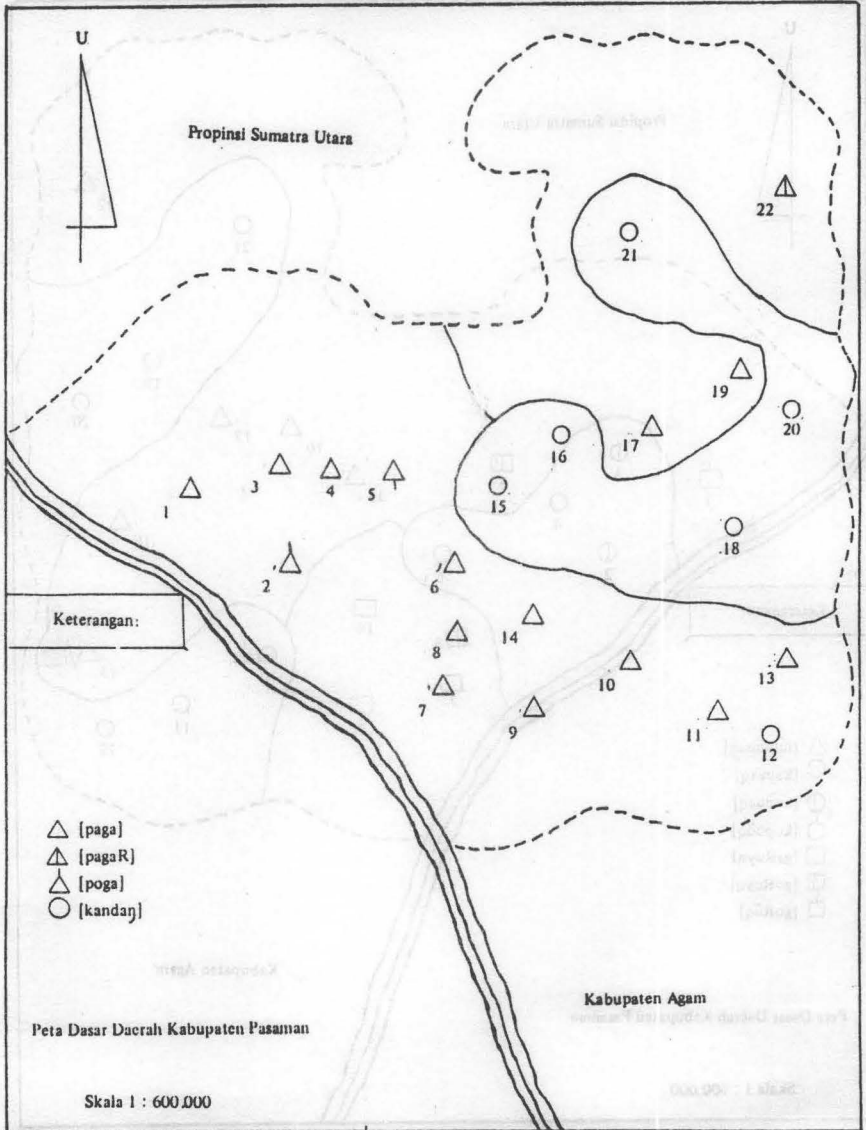 U
Propinsi Sumatra Utara
22
21
19
20
17
16
3
4
5
1
15
18
2
6
Keterangan:
14
8
10
13
7
9
11
12
[paga]
[pagaR]
[poga]
[kandaŋ]
Kabupaten Agam
Peta Dasar Daerah Kabupaten Pasaman
Skala 1 : 600.000